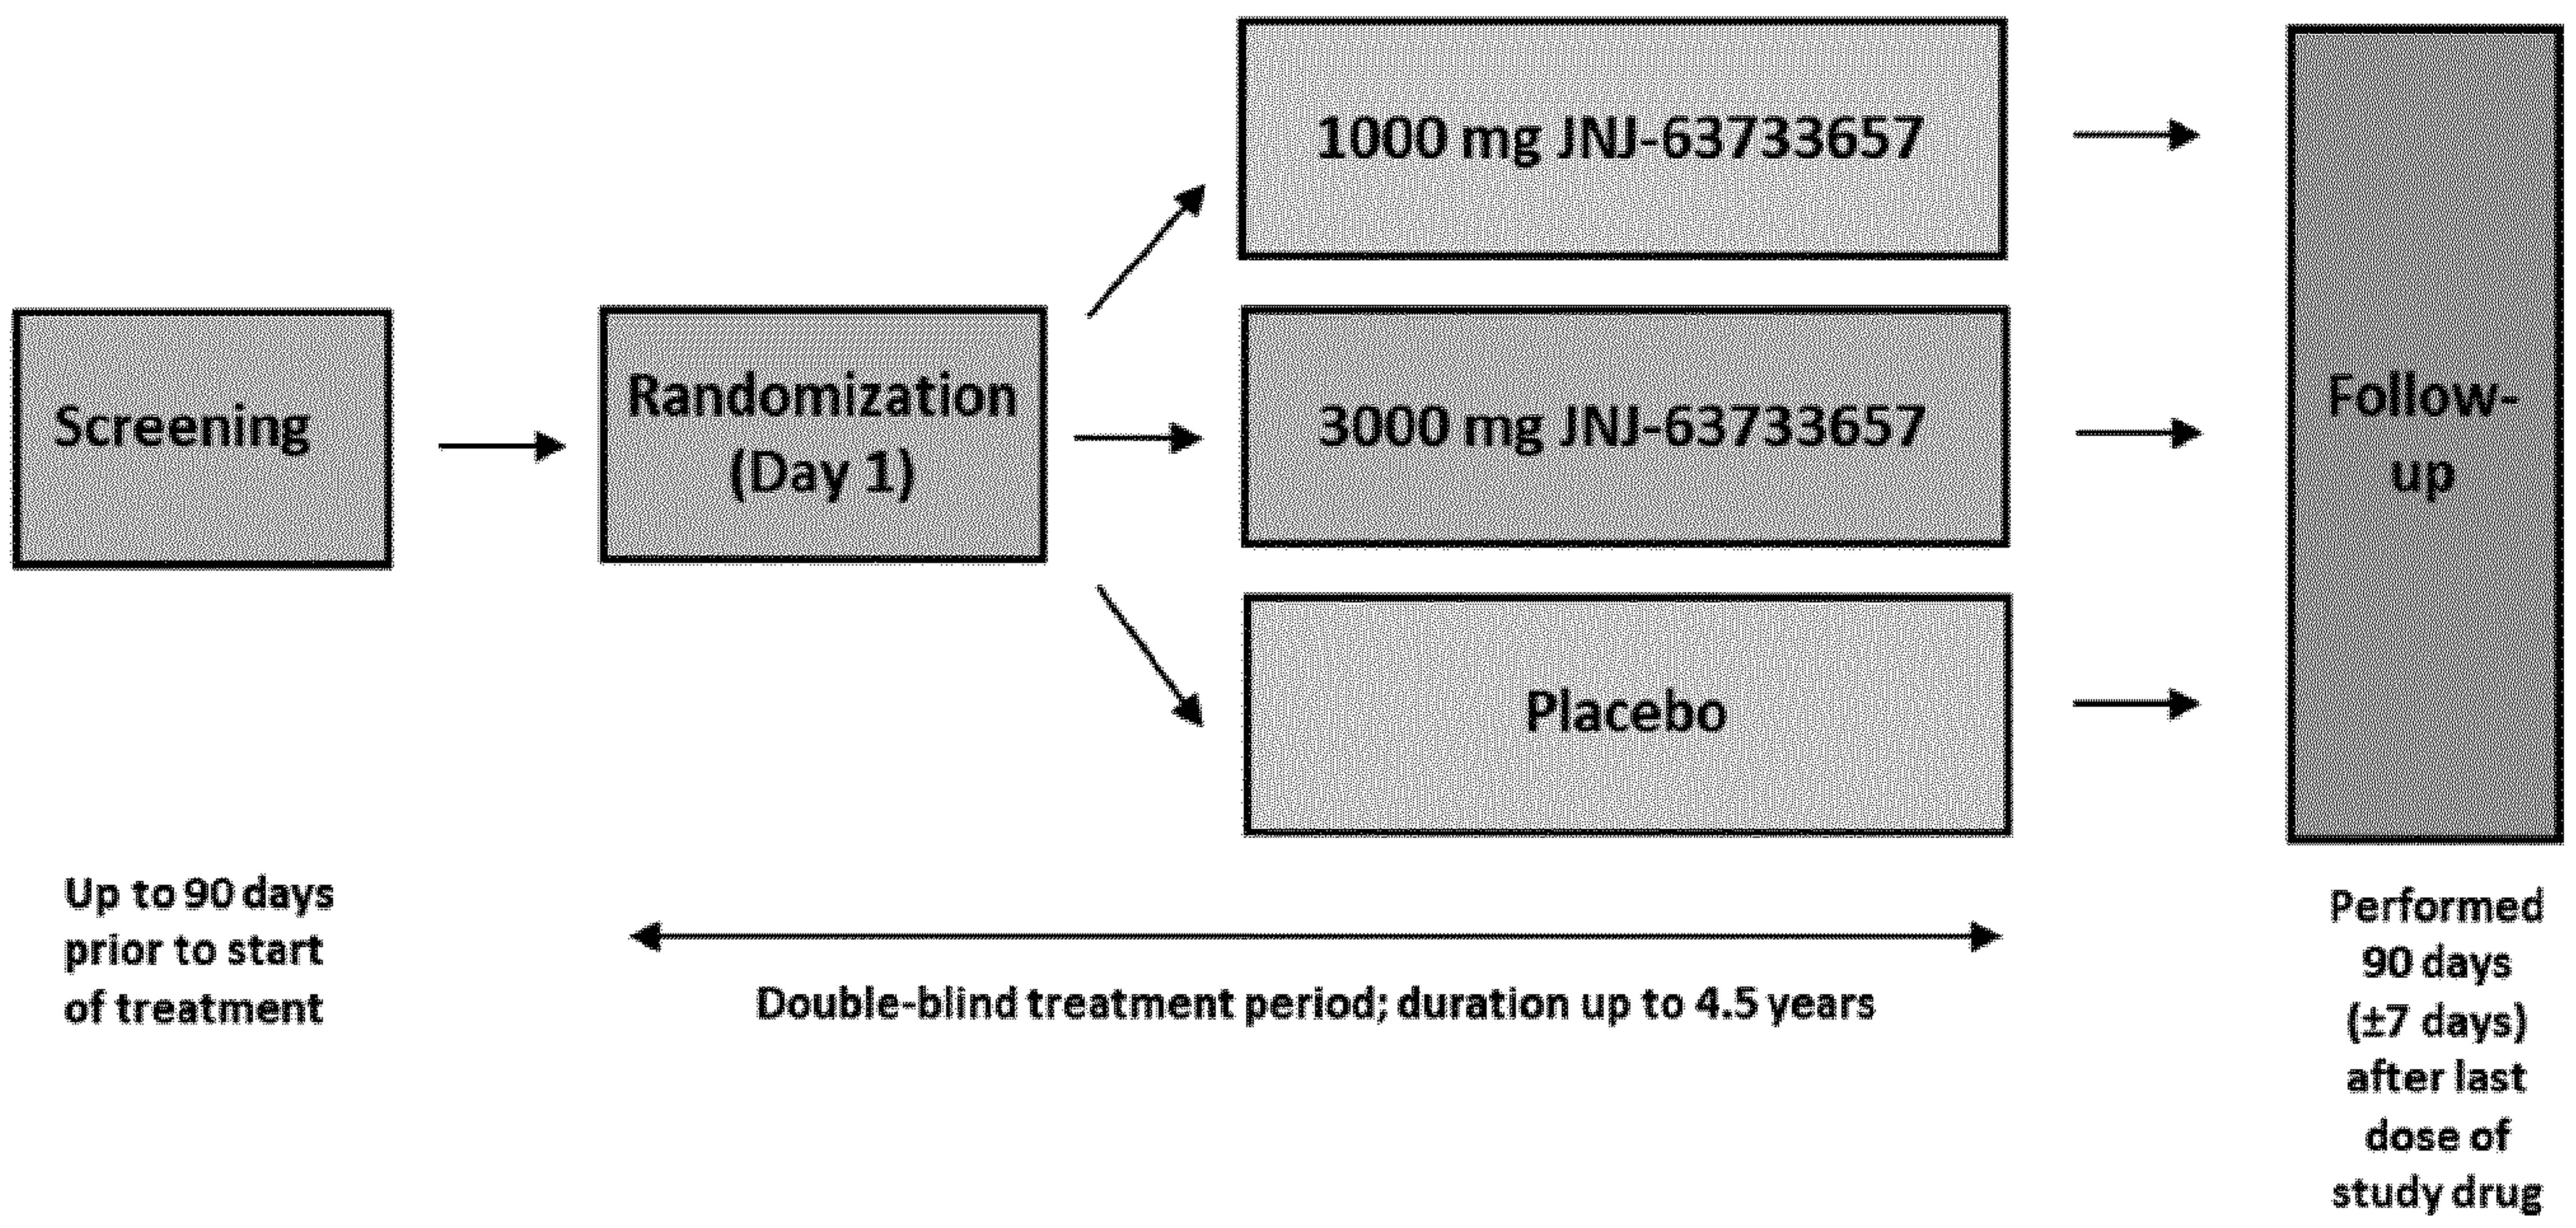 1000 mg JNJ-63733657
Screening
Randomization
(Day 1)
3000 mg JNJ-63733657
Placebo
Follow-
up
Up to 90 days
prior to start
of treatment
Double-blind treatment period; duration up to 4.5 years
Performed
90 days
(±7 days)
after last
dose of
study drug